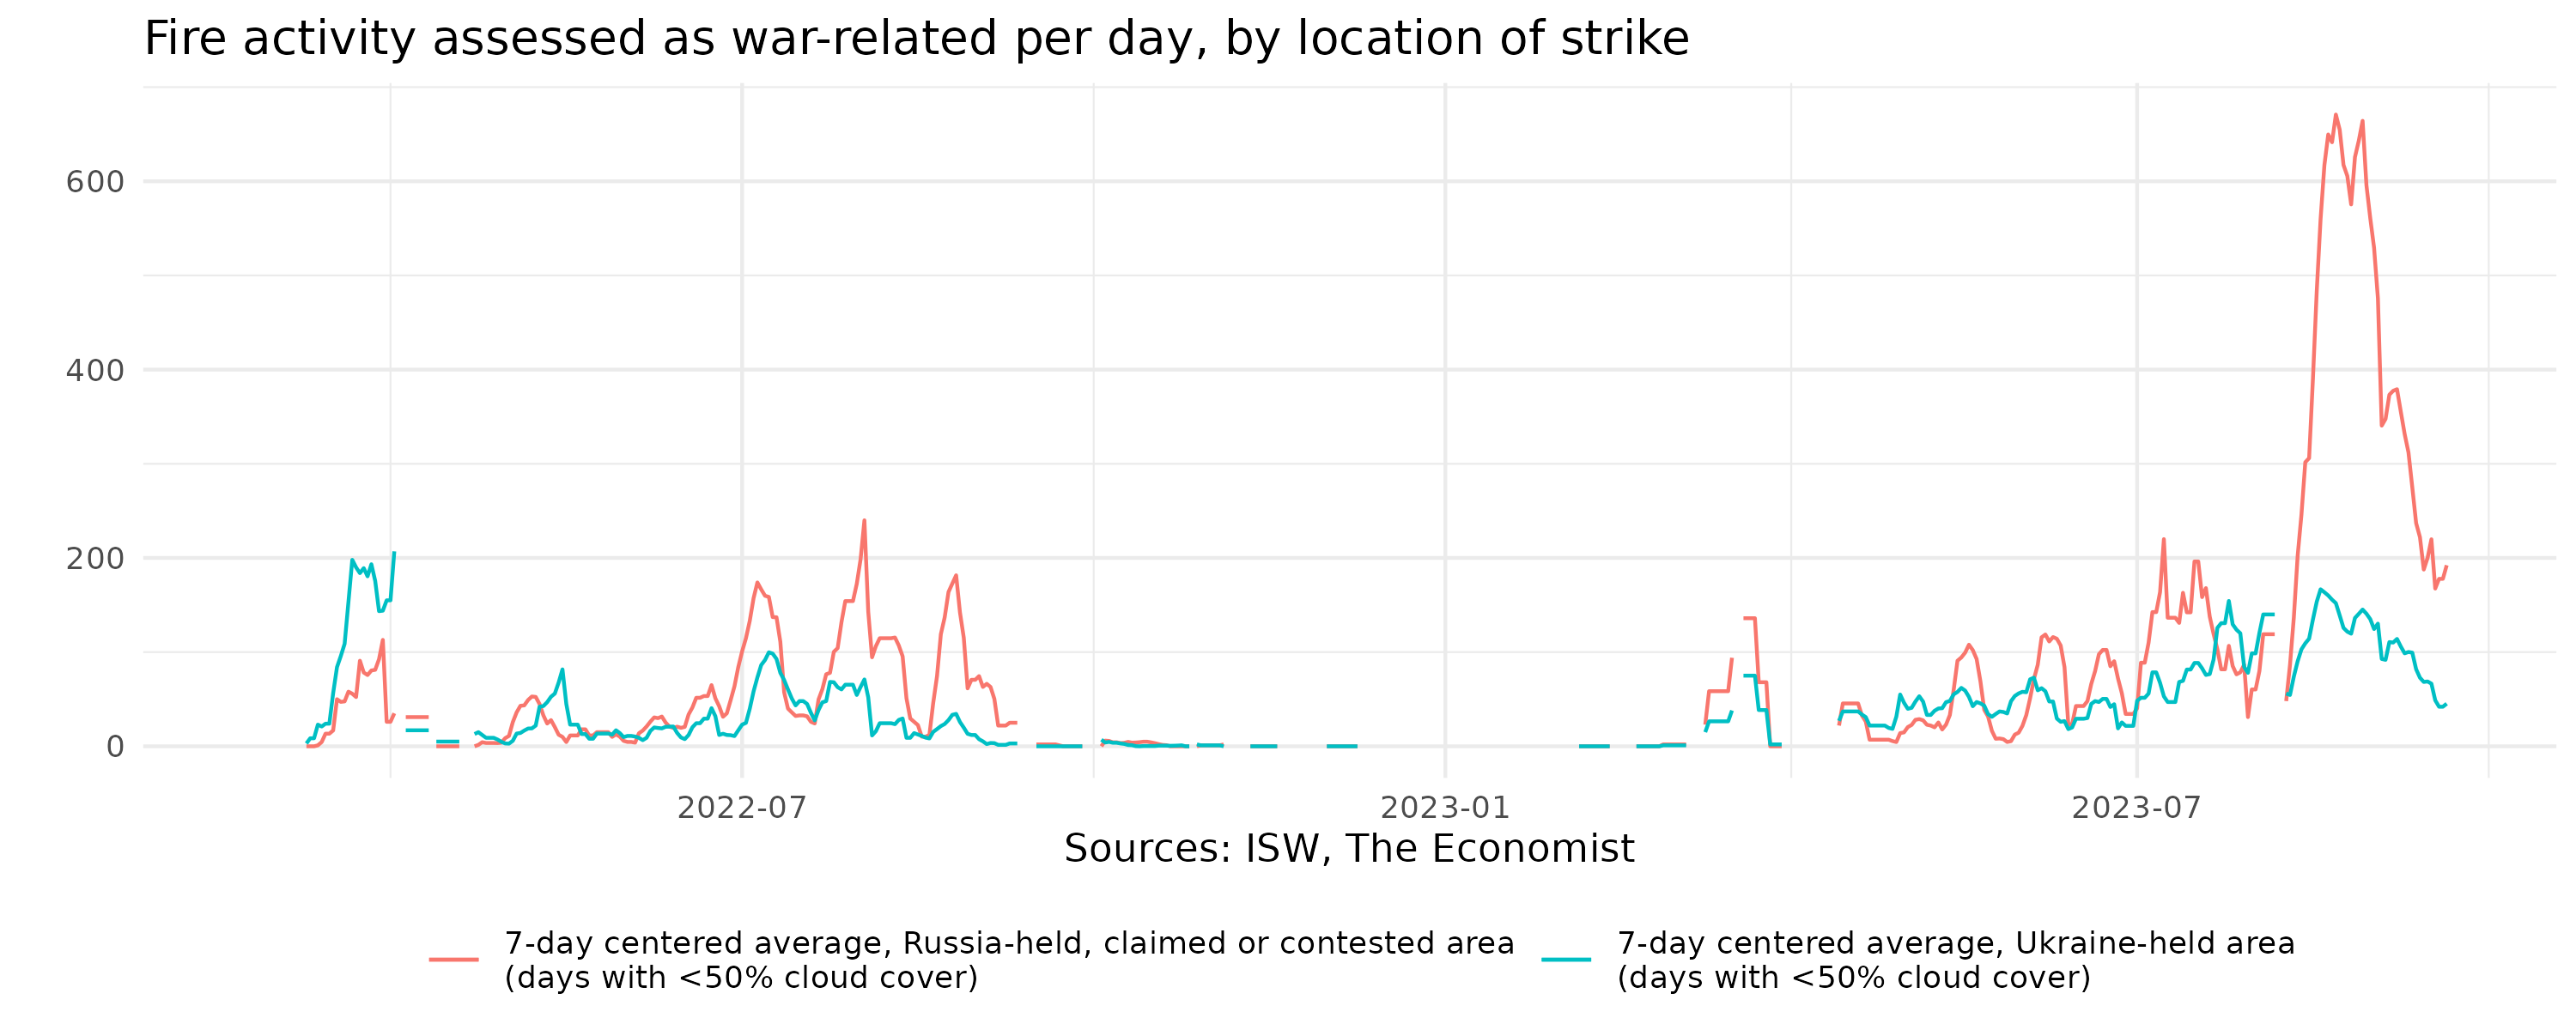 Fire activity assessed as war-related per day, by location of strike
600
400
200
0
2022-07
2023-01
2023-07
Sources: ISW, The Economist
7-day centered average, Russia-held, claimed or contested area
(days with <50% cloud cover)
7-day centered average, Ukraine-held area
(days with <50% cloud cover)